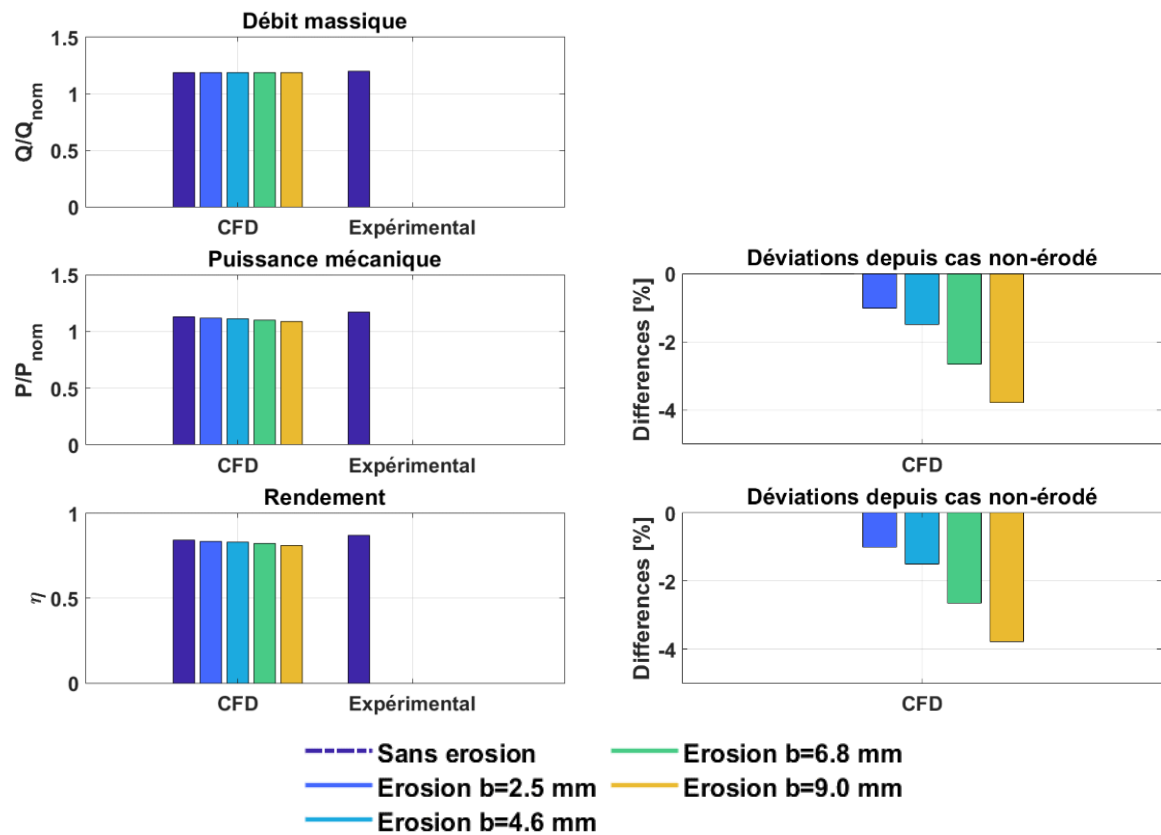 Débit massique
1.5
1
0.5
0
Q/Qnom
CFD
Expérimental
Puissance mécanique
1.5
1
0.5
0
P/Pnom
CFD
Expérimental
Déviations depuis cas non-érodé
0
-2
-4
Differences [%]
CFD
Rendement
1
0.5
0
η
CFD
Expérimental
Déviations depuis cas non-érodé
0
-2
-4
Differences [%]
CFD
Sans erosion
Erosion b=2.5 mm
Erosion b=4.6 mm
Erosion b=6.8 mm
Erosion b=9.0 mm